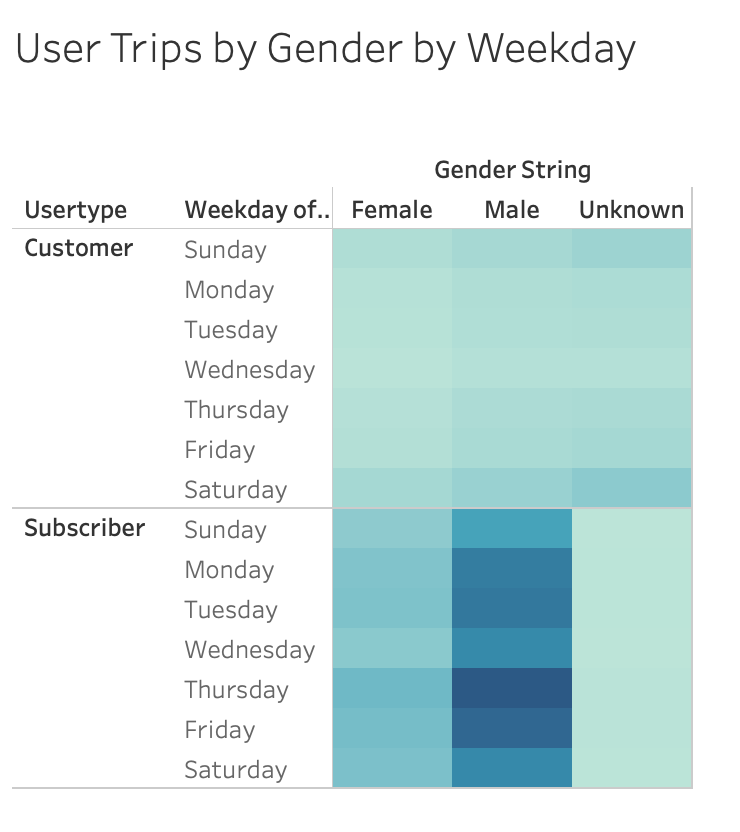 User Trips by Gender by Weekday
Gender String
Usertype Weekday of.. Female Male Unknown
Customer Sunday
Monday
Tuesday
Wednesday
Thursday
Friday
Saturday
Subscriber Sunday
Monday
Tuesday
Wednesday
Thursday
Friday
Saturday